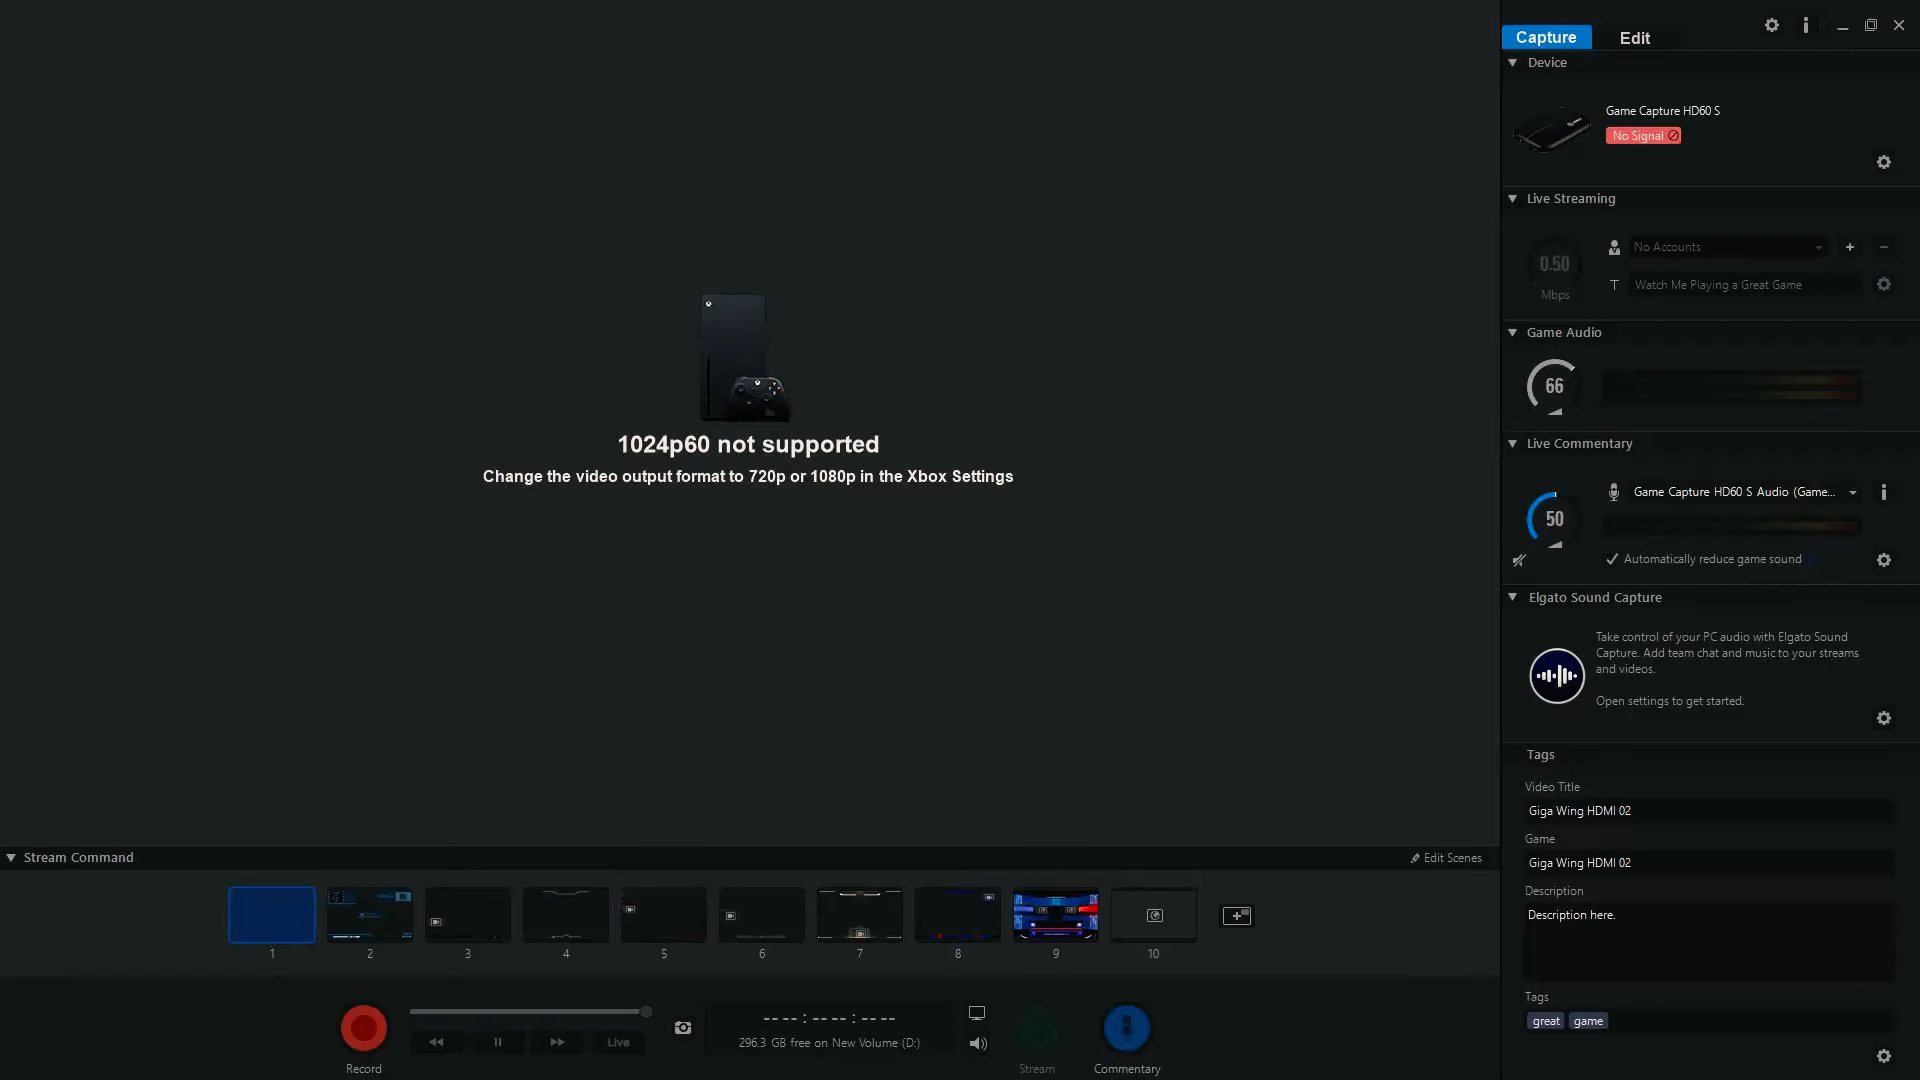 Capture
Edit
Device
Game Capture HD60 S
No Signal
Live Streaming
0.50
Mbps
No Accounts
T
Watch Me Playing a Great Game
Game Audio
66
Live Commentary
50
Game Capture HD60 S Audio (Game...
Automatically reduce game sound
Elgato Sound Capture
Take control of your PC audio with Elgato Sound
Capture. Add team chat and music to your streams
and videos.
Open settings to get started.
Tags
Video Title
Giga Wing HDMI 02
Game
Giga Wing HDMI 02
Description
Description here.
Tags
great game
1024p60 not supported
Change the video output format to 720p or 1080p in the Xbox Settings
Stream Command
Edit Scenes
1 2 3 4 5 6 7 8 9 10
Record
Live
-- -- : -- -- : -- --
296.3 GB free on New Volume (D:)
Stream
Commentary